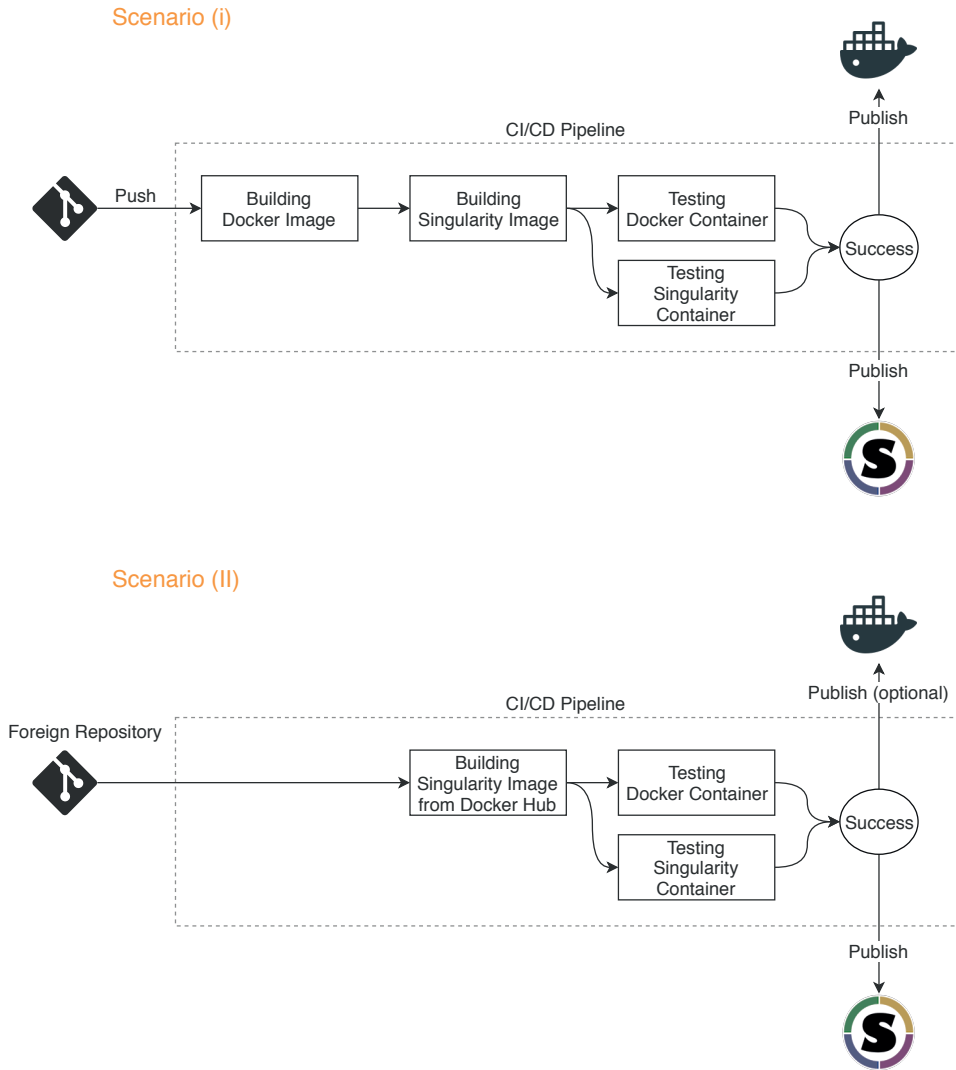 Scenario (i)
Publish
CI/CD Pipeline
Push
Building
Docker Image
Building
Singularity Image
Testing
Docker Container
Testing
Singularity
Container
Success
Publish
S
Scenario (II)
Publish (optional)
CI/CD Pipeline
Foreign Repository
Building
Singularity Image
from Docker Hub
Testing
Docker Container
Testing
Singularity
Container
Success
Publish
S